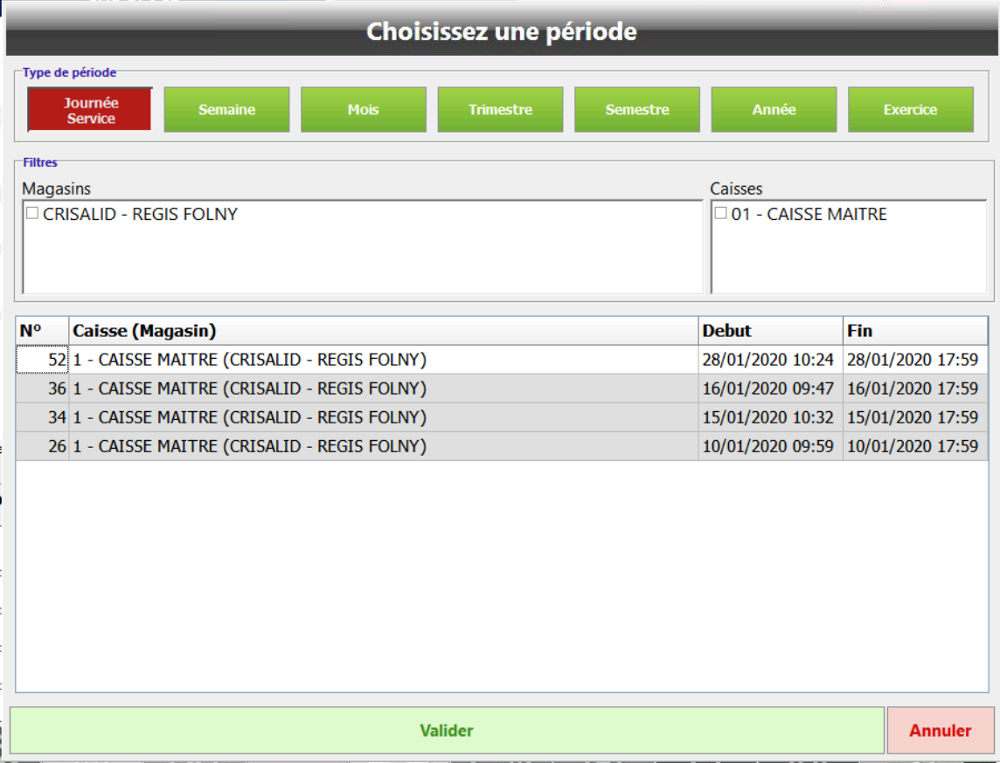 Choisissez une période
Type de période
Journée
Service
Semaine
Mois
Trimestre
Semestre
Année
Exercice
Filtres
Magasins
Caisses
CRISALID - REGIS FOLNY
01 - CAISSE MAITRE
N° Caisse (Magasin) Debut Fin
52 1 - CAISSE MAITRE (CRISALID - REGIS FOLNY) 28/01/2020 10:24 28/01/2020 17:59
36 1 - CAISSE MAITRE (CRISALID - REGIS FOLNY) 16/01/2020 09:47 16/01/2020 17:59
34 1 - CAISSE MAITRE (CRISALID - REGIS FOLNY) 15/01/2020 10:32 15/01/2020 17:59
26 1 - CAISSE MAITRE (CRISALID - REGIS FOLNY) 10/01/2020 09:59 10/01/2020 17:59
Valider
Annuler